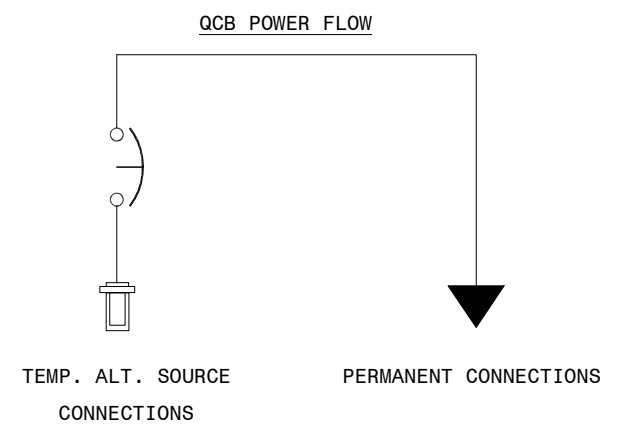 QCB POWER FLOW
TEMP. ALT. SOURCE
CONNECTIONS
PERMANENT CONNECTIONS